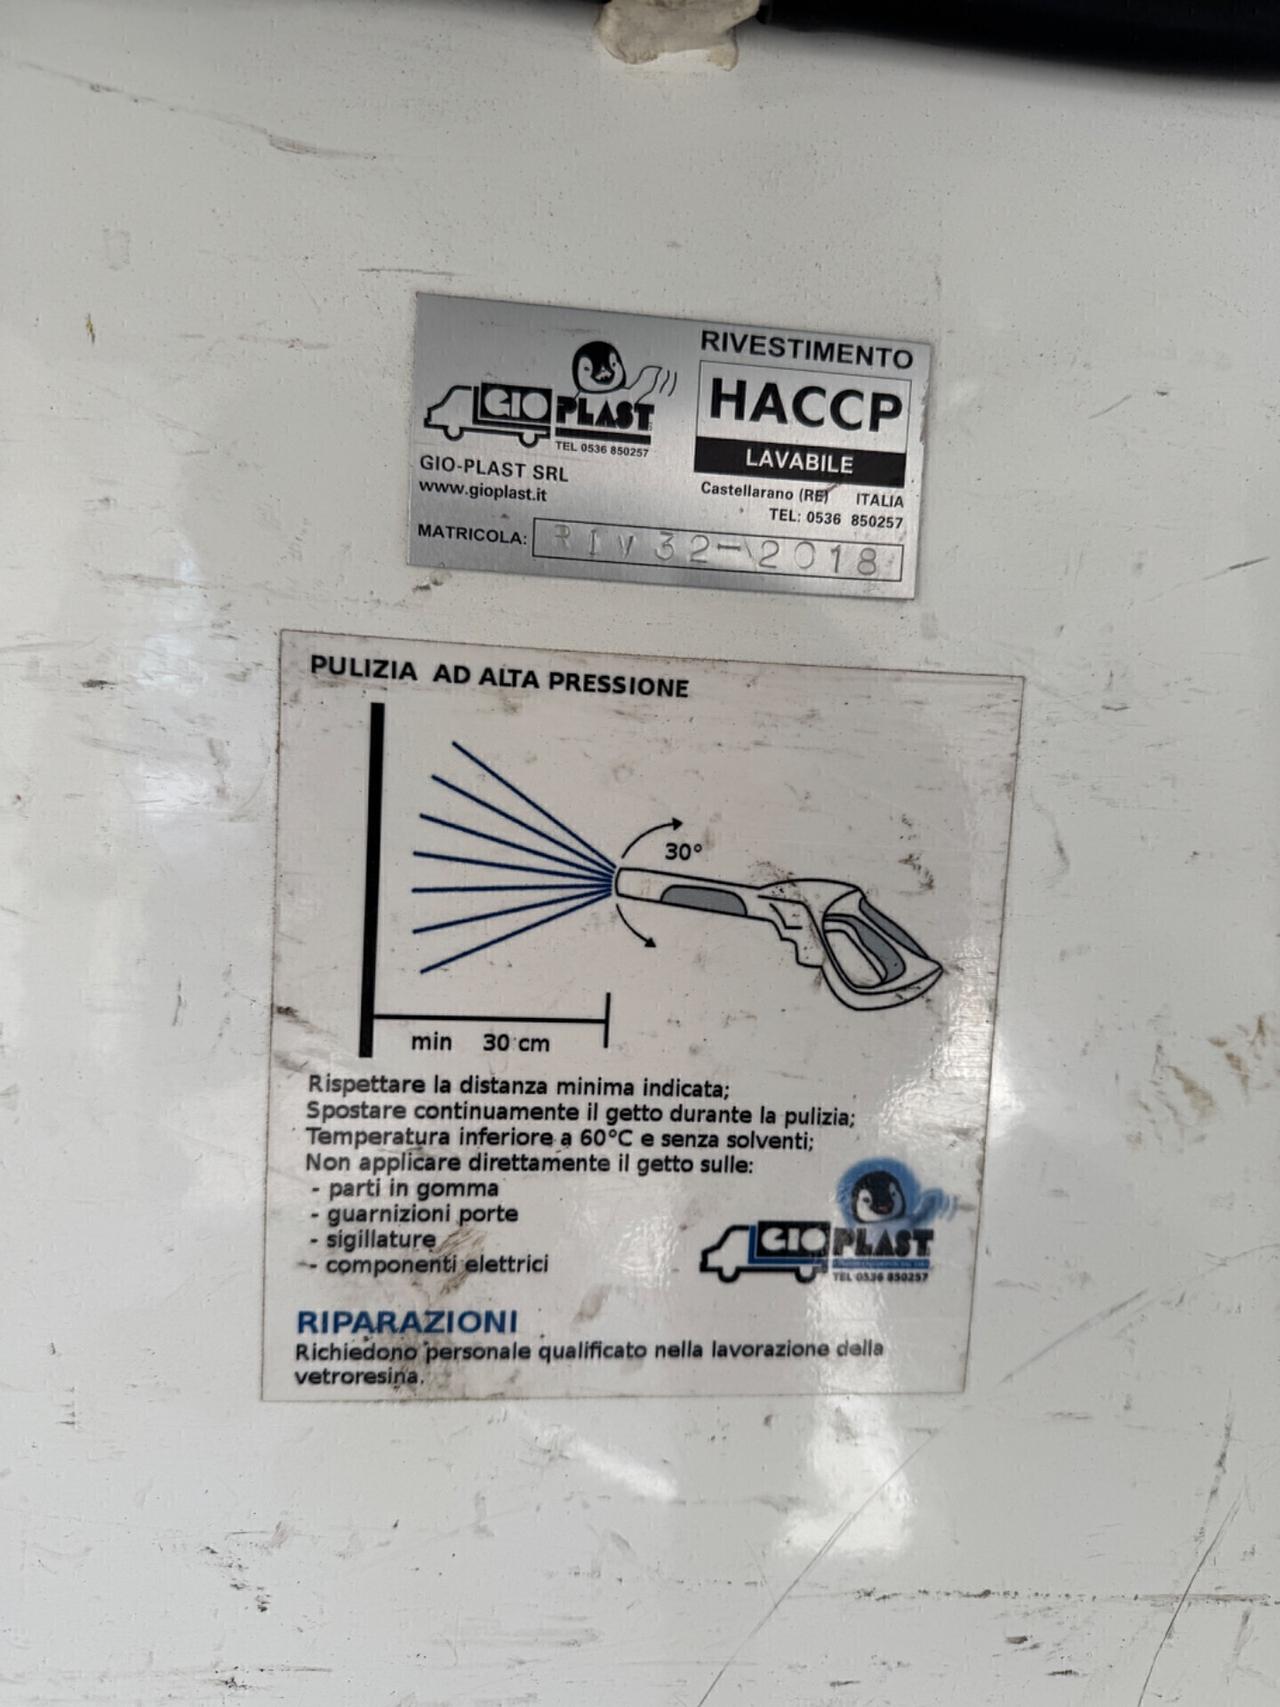 RIVESTIMENTO
HACCP
LAVABILE
GIO PLAST
TEL 0536 850257
GIO-PLAST SRL
www.gioplast.it
Castellarano (RE) ITALIA
TEL: 0536 850257
MATRICOLA: RIV 32-2018
PULIZIA AD ALTA PRESSIONE
30°
min 30 cm
Rispettare la distanza minima indicata;
Spostare continuamente il getto durante la pulizia;
Temperatura inferiore a 60°C e senza solventi;
Non applicare direttamente il getto sulle:
- parti in gomma
- guarnizioni porte
- sigillature
- componenti elettrici
GIO PLAST
TEL 0536 850257
RIPARAZIONI
Richiedono personale qualificato nella lavorazione della
vetroresina.